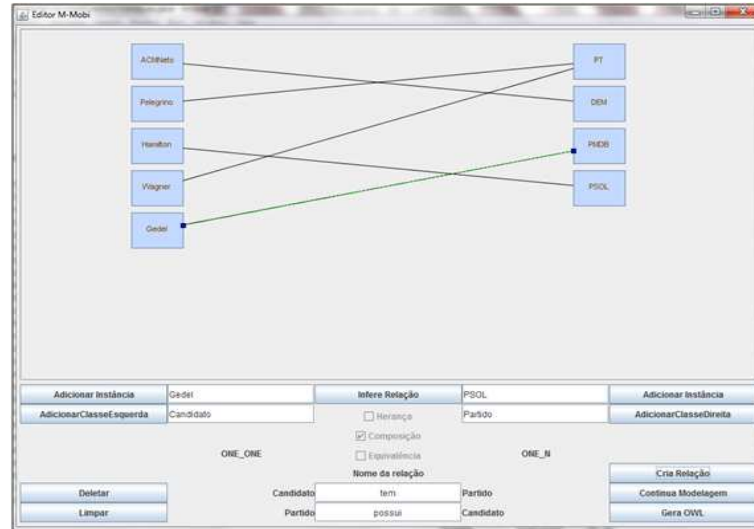 Editor M-Mobi
ACMNeto PT
Pelegrino DEM
Hamilton PMDB
Wagner PSOL
Gedel
Adicionar Instância Gedel Infere Relação PSOL Adicionar Instância
AdicionarClasseEsquerda Candidato Herança Partido AdicionarClasseDireita
Composição
ONE_ONE Equivalência ONE_N
Nome da relação Cria Relação
Deletar Candidato tem Partido Continua Modelagem
Limpar Partido possui Candidato Gera OWL